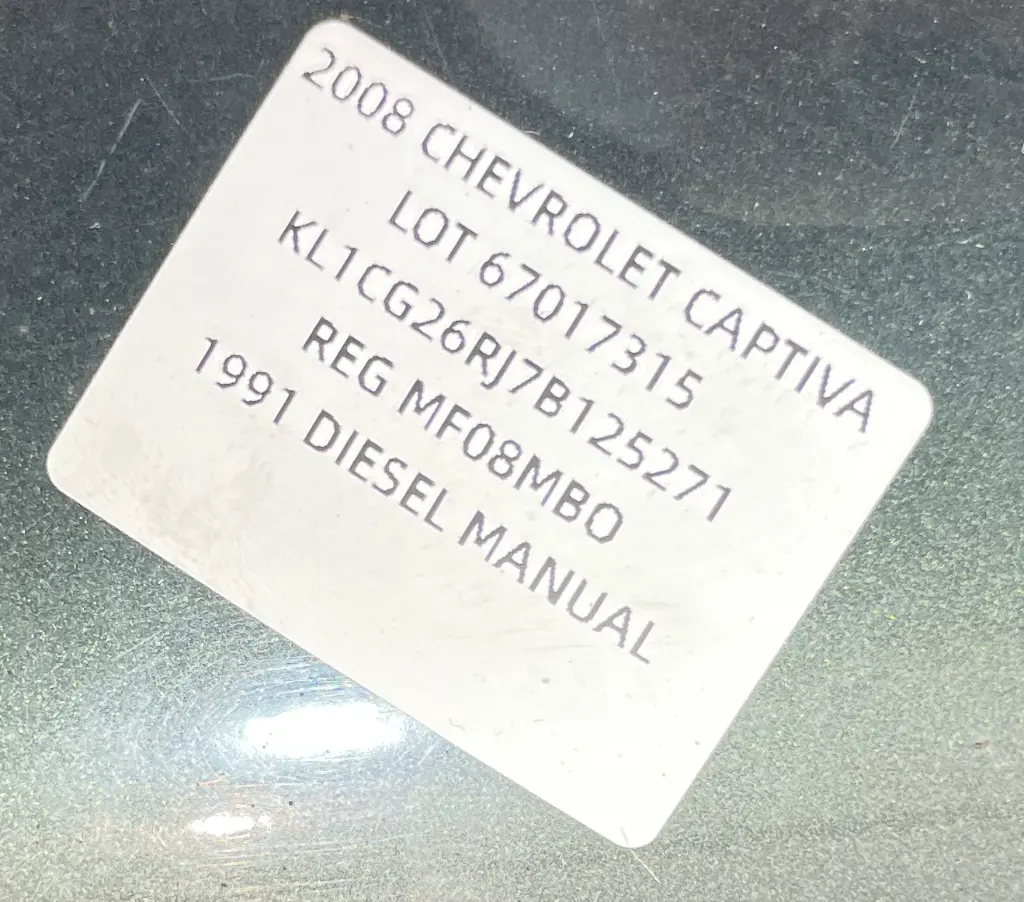 2008 CHEVROLET CAPTIVA
LOT 67017315
KL1CG26RJ7B125271
REG MF08MBO
1991 DIESEL MANUAL